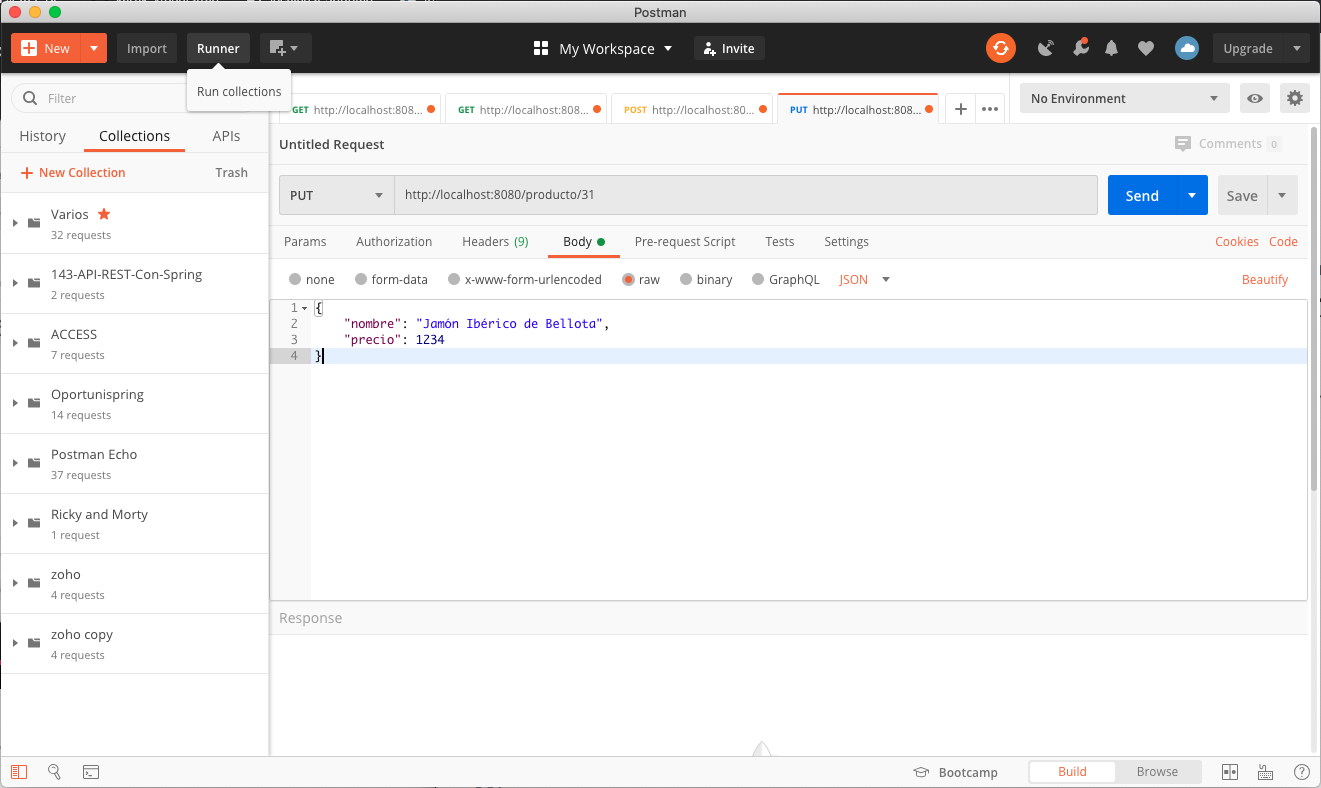 Postman
New
Import
Runner
My Workspace
Invite
Upgrade
Run collections
Filter
GET http://localhost:808...
GET http://localhost:808...
POST http://localhost:80...
PUT http://localhost:808...
No Environment
History
Collections
APIs
Untitled Request
Comments 0
+ New Collection
Trash
PUT
http://localhost:8080/producto/31
Send
Save
Varios
32 requests
143-API-REST-Con-Spring
2 requests
ACCESS
7 requests
Oportunispring
14 requests
Postman Echo
37 requests
Ricky and Morty
1 request
zoho
4 requests
zoho copy
4 requests
Params
Authorization
Headers (9)
Body
Pre-request Script
Tests
Settings
Cookies
Code
none
form-data
x-www-form-urlencoded
raw
binary
GraphQL
JSON
Beautify
1 {
2 "nombre": "Jamón Ibérico de Bellota",
3 "precio": 1234
4 }
Response
Bootcamp
Build
Browse